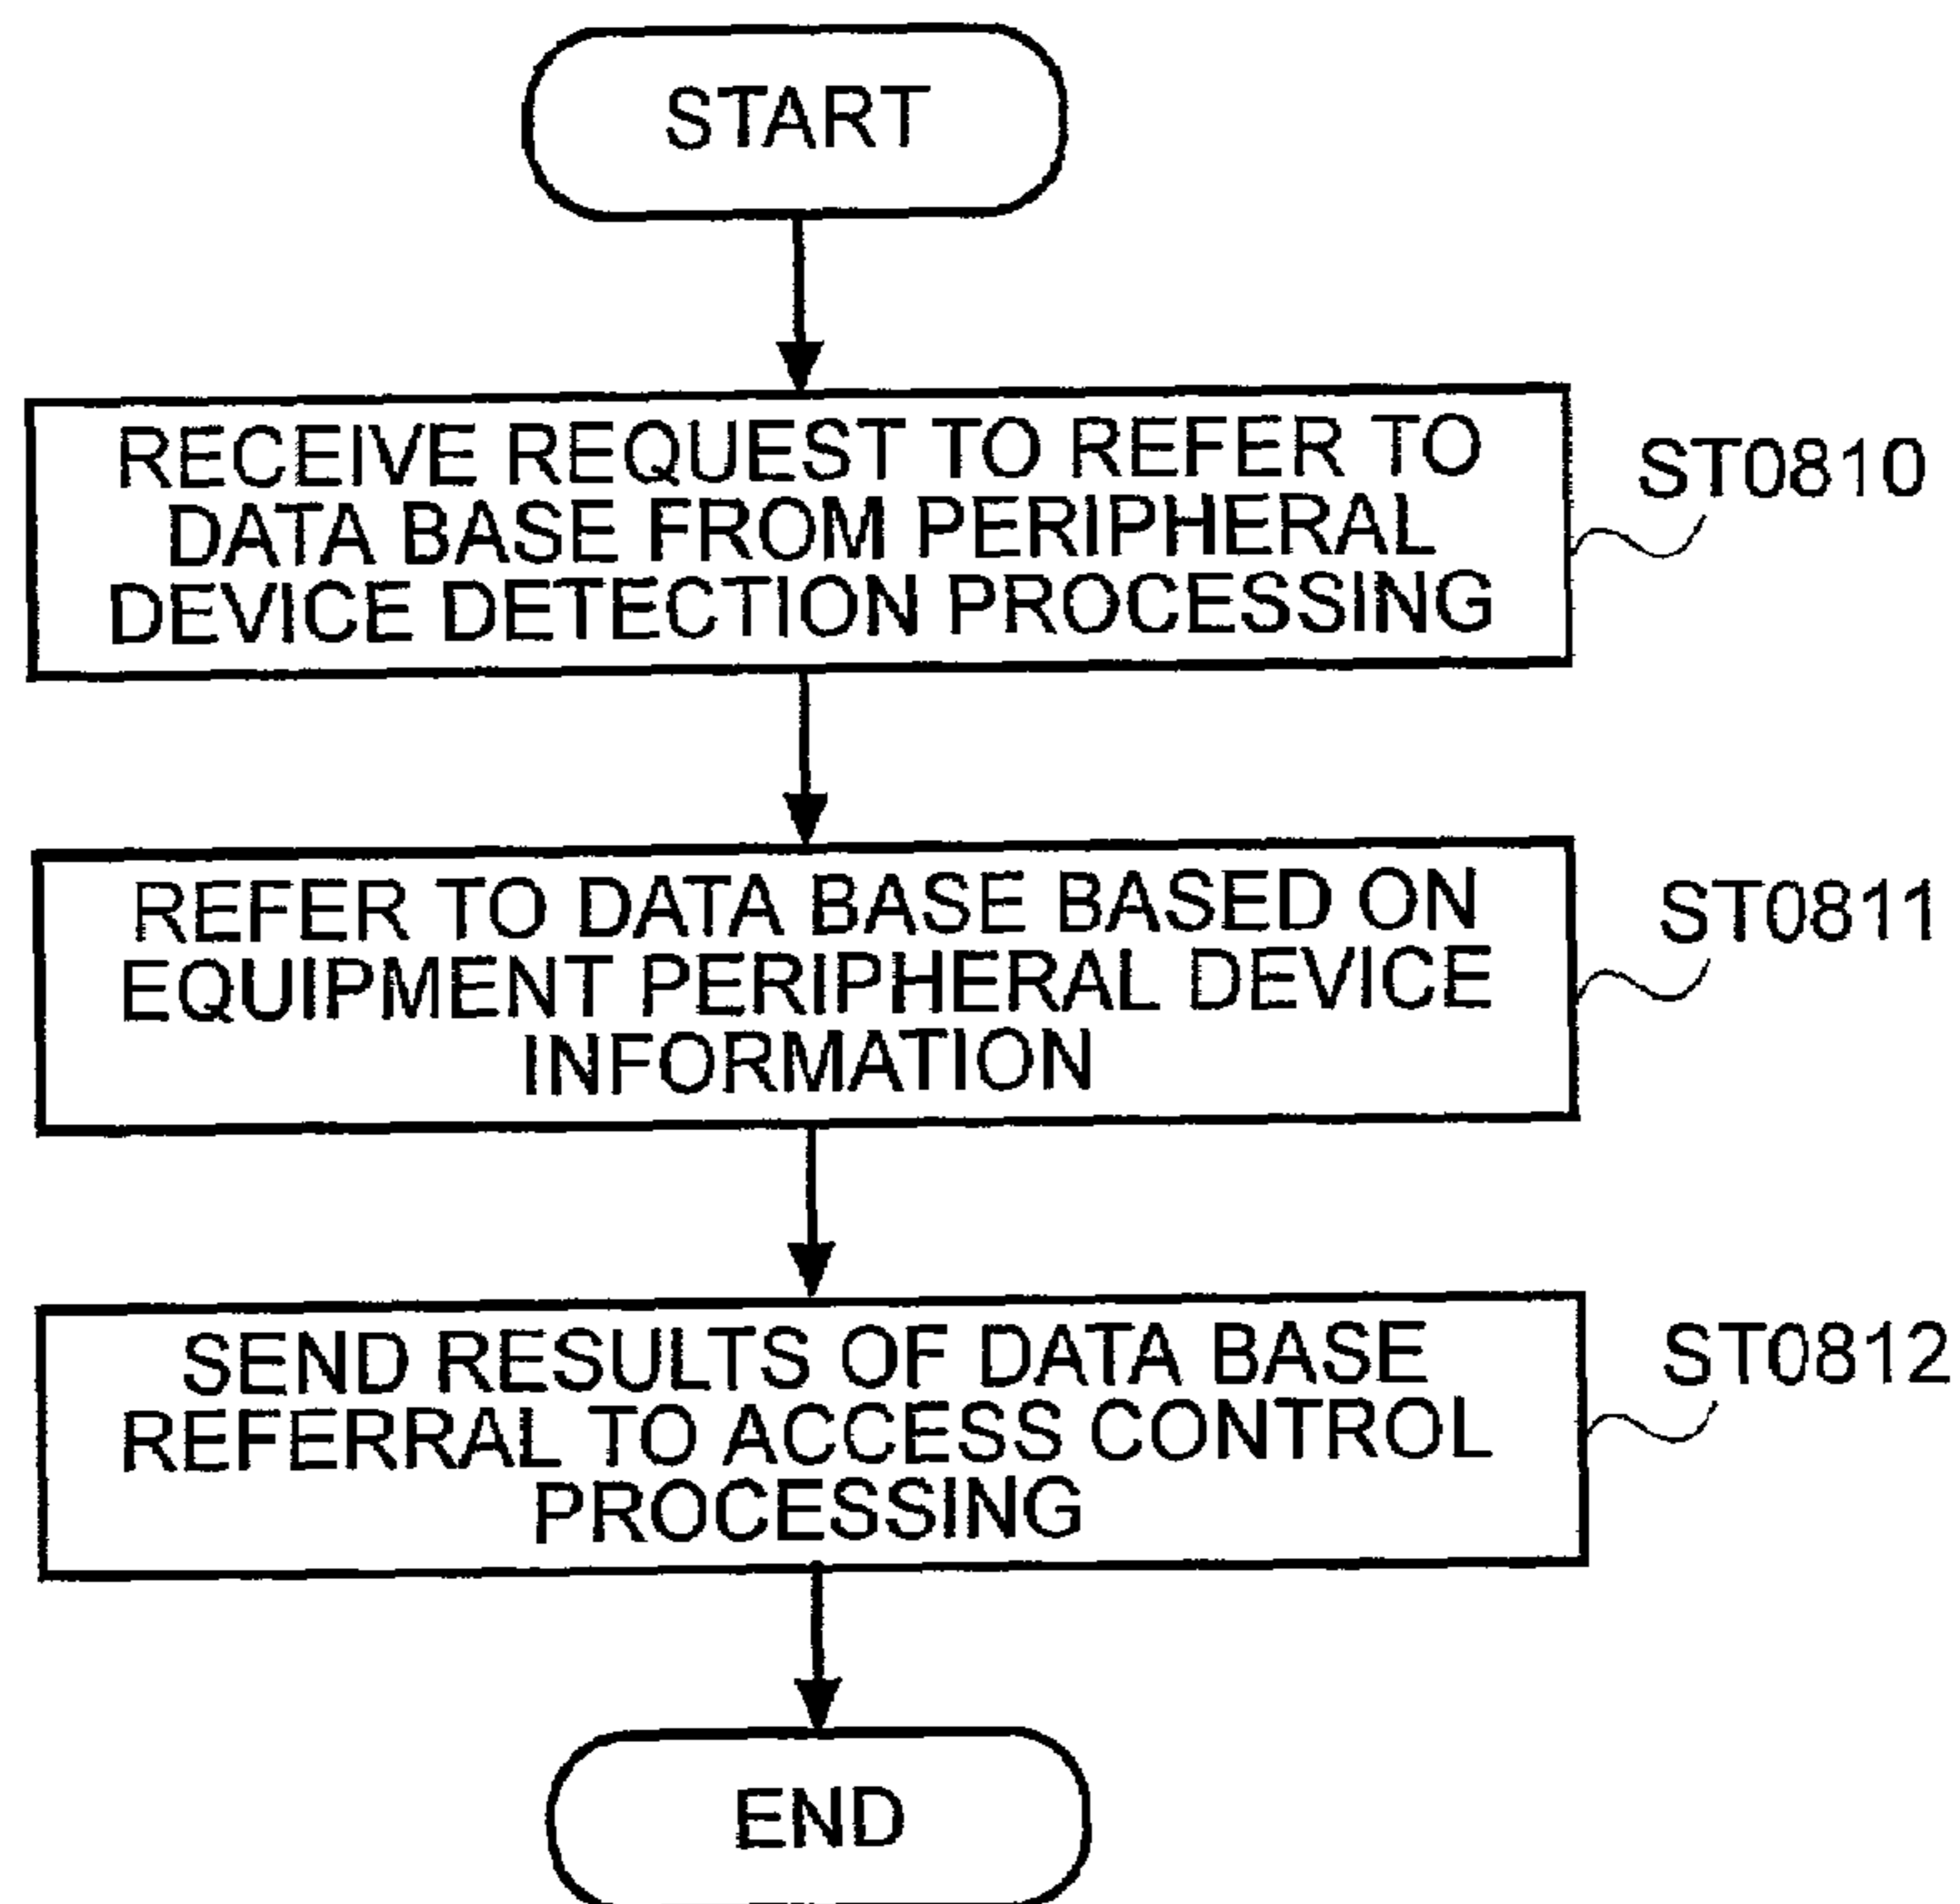 START
RECEIVE REQUEST TO REFER TO
DATA BASE FROM PERIPHERAL
DEVICE DETECTION PROCESSING
ST0810
REFER TO DATA BASE BASED ON
EQUIPMENT PERIPHERAL DEVICE
INFORMATION
ST0811
SEND RESULTS OF DATA BASE
REFERRAL TO ACCESS CONTROL
PROCESSING
ST0812
END